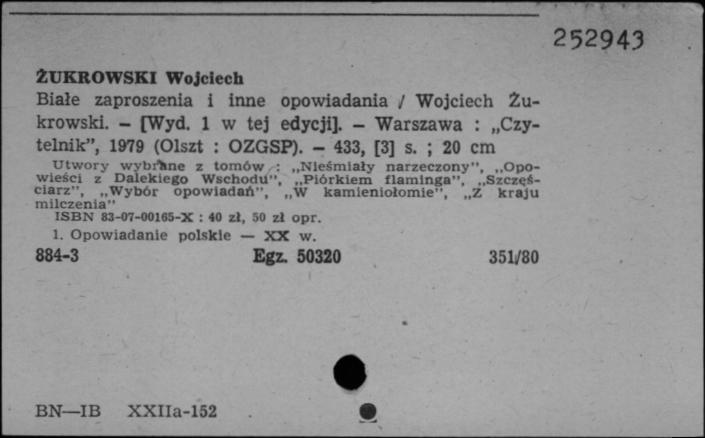 252943
ŻUKROWSKI Wojciech
Białe zaproszenia i inne opowiadania / Wojciech Żu-
krowski. — [Wyd. 1 w tej edycji]. — Warszawa : „Czy-
telnik”, 1979 (Olszt : OZGSP). — 433, [3] s. ; 20 cm
Utwory wybrane z tomów : „Nieśmiały narzeczony”, „Opo-
wieści z Dalekiego Wschodu”, „Piórkiem flaminga”, „Szczęś-
ciarz”, „Wybór opowiadań”, „W kamieniołomie”, „Z kraju
milczenia”
ISBN 83-07-00165-X : 40 zł, 50 zł opr.
1. Opowiadanie polskie — XX w.
884-3 Egz. 50320 351/80
BN—IB XXIIa-152